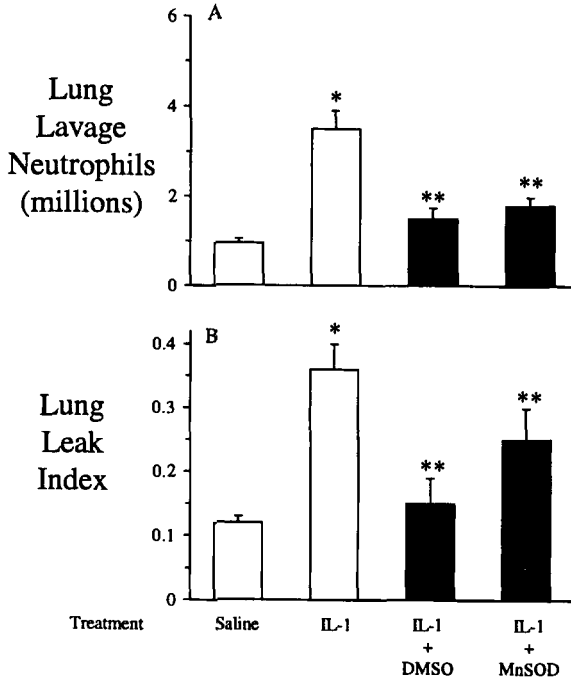 A
Lung
Lavage
Neutrophils
(millions)
6
4
2
0
*
**
**
B
Lung
Leak
Index
0.4
0.3
0.2
0.1
0
*
**
**
Treatment
Saline
IL-1
IL-1
+
DMSO
IL-1
+
MnSOD